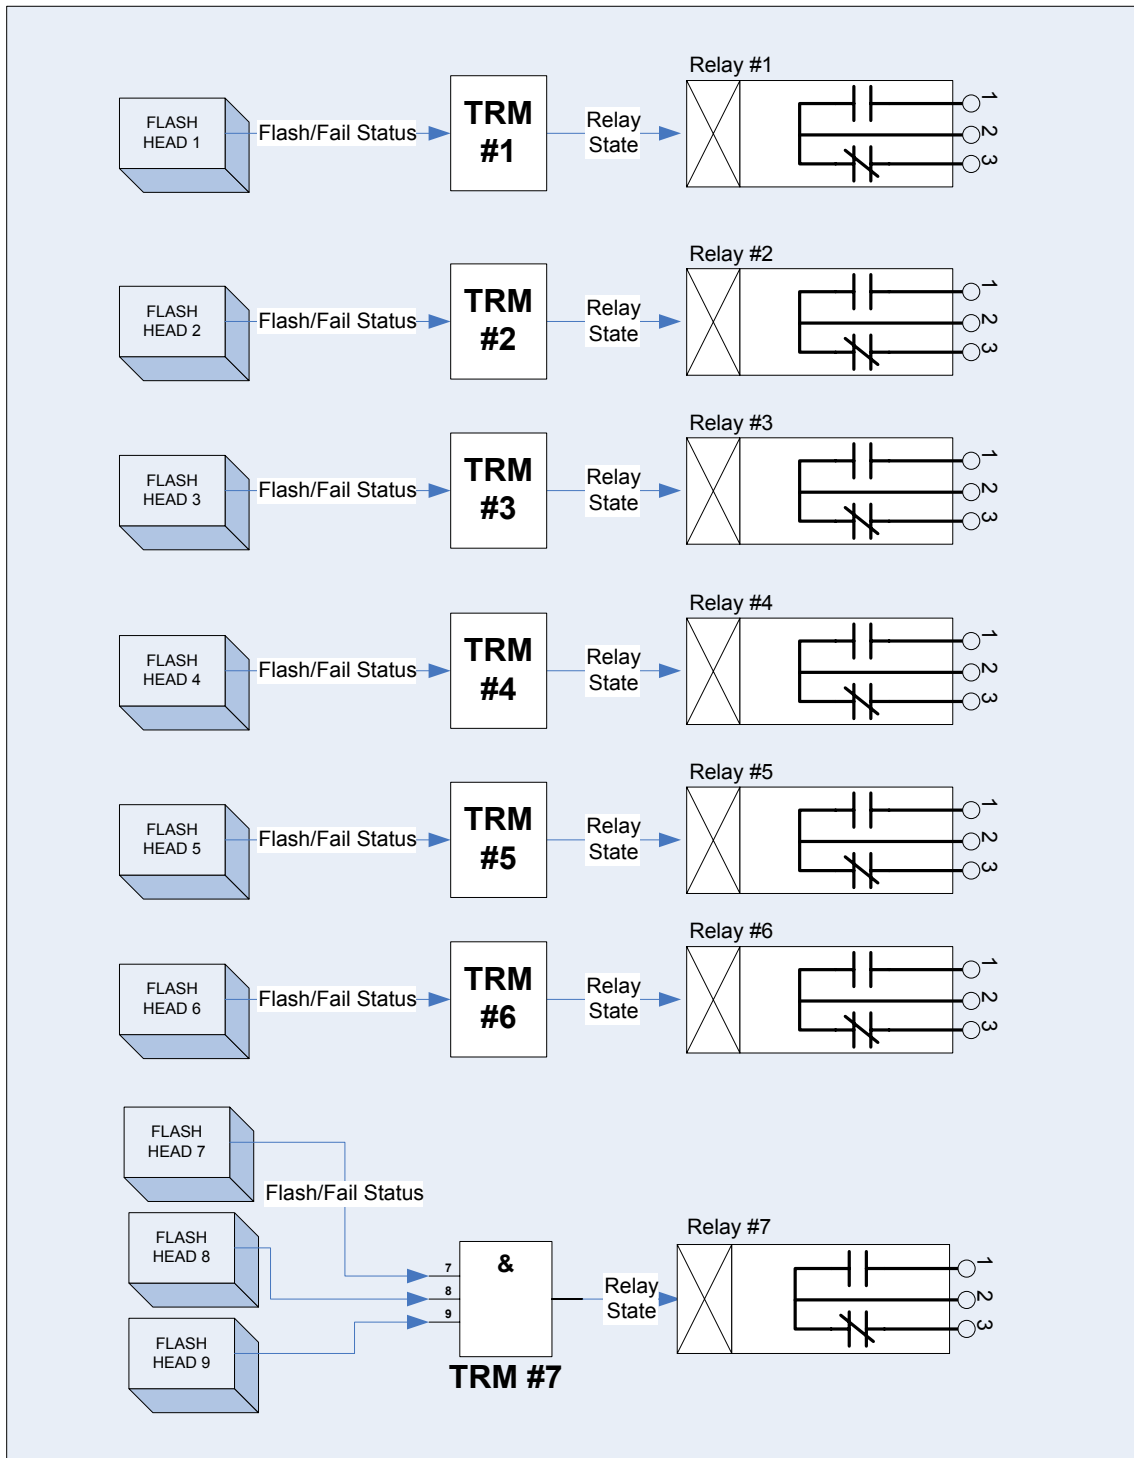 Relay #1
FLASH
HEAD 1
Flash/Fail Status
TRM
#1
Relay
State
1
2
3
Relay #2
FLASH
HEAD 2
Flash/Fail Status
TRM
#2
Relay
State
1
2
3
Relay #3
FLASH
HEAD 3
Flash/Fail Status
TRM
#3
Relay
State
1
2
3
Relay #4
FLASH
HEAD 4
Flash/Fail Status
TRM
#4
Relay
State
1
2
3
Relay #5
FLASH
HEAD 5
Flash/Fail Status
TRM
#5
Relay
State
1
2
3
Relay #6
FLASH
HEAD 6
Flash/Fail Status
TRM
#6
Relay
State
1
2
3
FLASH
HEAD 7
Flash/Fail Status
FLASH
HEAD 8
FLASH
HEAD 9
7
8
9
&
TRM #7
Relay
State
Relay #7
1
2
3